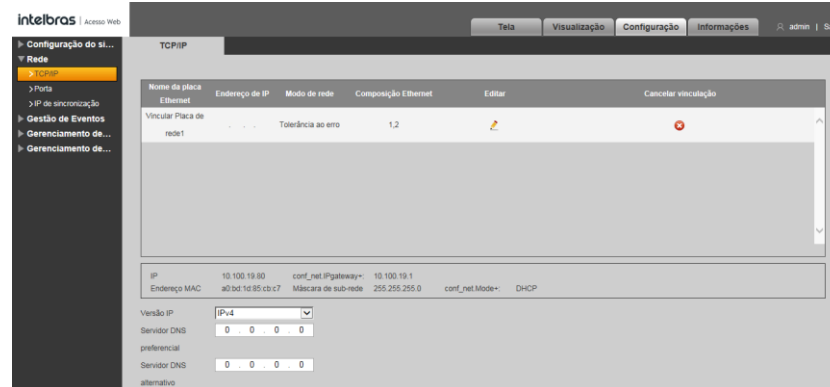 intelbras | Acesso Web
Tela Visualização Configuração Informações admin | S
Configuração do si...
Rede
TCP/IP
Porta
IP de sincronização
Gestão de Eventos
Gerenciamento de...
Gerenciamento de...
TCP/IP
Nome da placa Ethernet Endereço de IP Modo de rede Composição Ethernet Editar Cancelar vinculação
Vincular Placa de rede1 . . . Tolerância ao erro 1,2
IP 10.100.19.80 conf_net.IPgateway+: 10.100.19.1
Endereço MAC a0:bd:1d:85:cb:c7 Máscara de sub-rede 255.255.255.0 conf_net.Mode+: DHCP
Versão IP IPv4
Servidor DNS preferencial 0 . 0 . 0 . 0
Servidor DNS alternativo 0 . 0 . 0 . 0